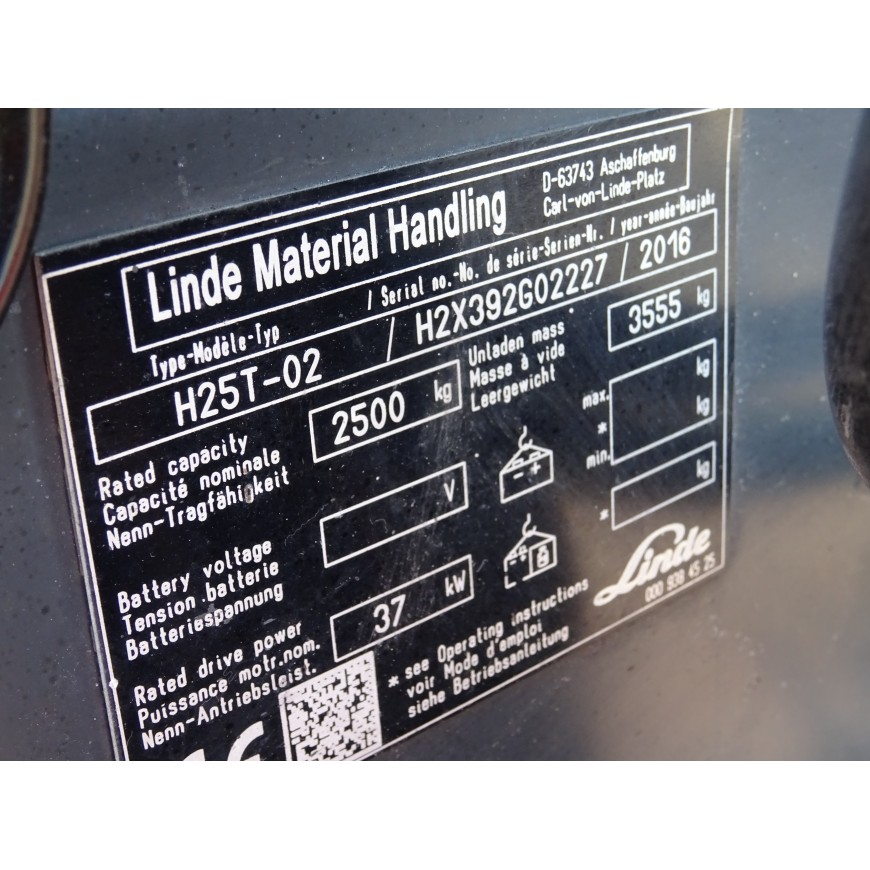 Linde Material Handling
D-63743 Aschaffenburg
Carl-von-Linde-Platz
Type-Modèle-Typ / Serial no.-No. de série-Serien-Nr. / year-année-Baujahr
H25T-02 / H2X392G02227 / 2016
Rated capacity
Capacité nominale
Nenn-Tragfähigkeit
2500 kg
Unladen mass
Masse à vide
Leergewicht
3555 kg
Battery voltage
Tension batterie
Batteriespannung
V
max. kg
* kg
min.
* kg
Rated drive power
Puissance motr.nom.
Nenn-Antriebsleist.
37 kW
* see Operating instructions
voir Mode d'emploi
siehe Betriebsanleitung
Linde
000 938 45 25
CE